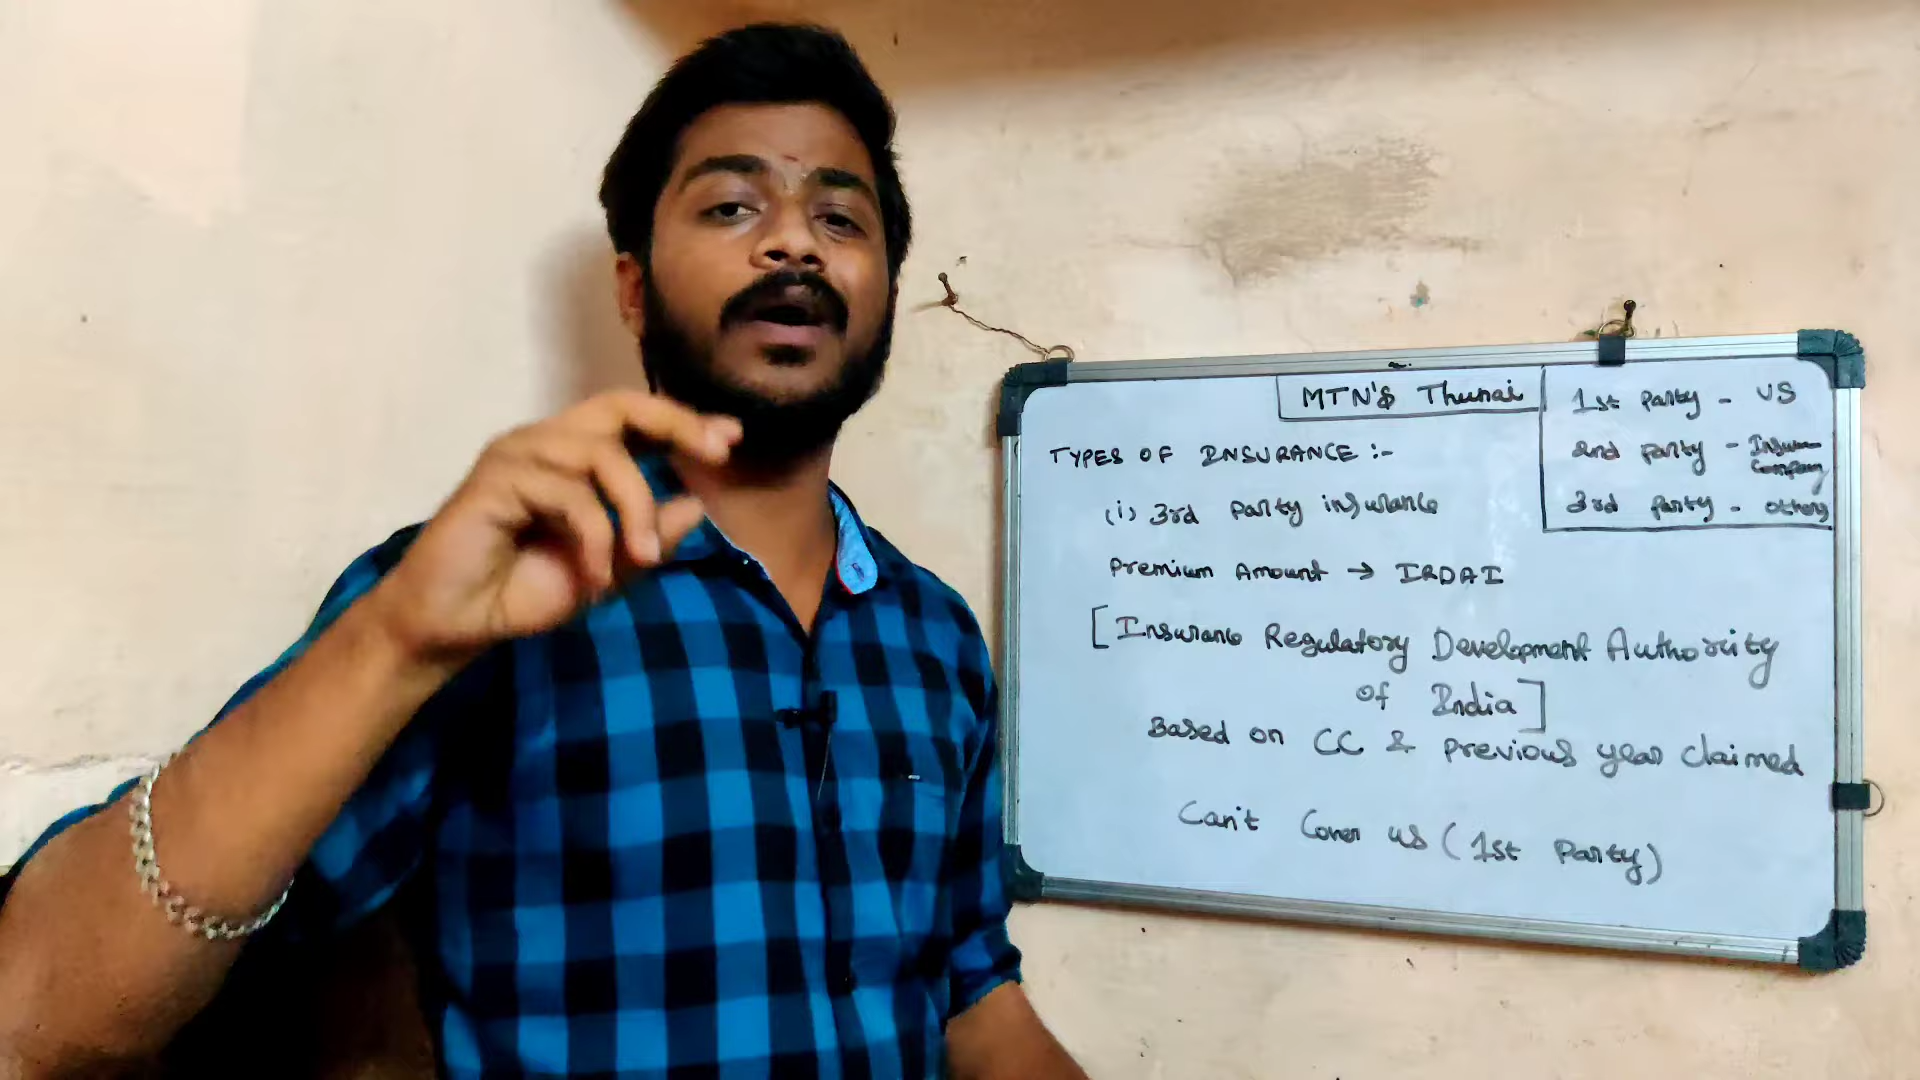 MTN'S Thunai
1st party - US
2nd party - Insurance Company
3rd party - others
TYPES OF INSURANCE :-
(i) 3rd party insurance
Premium Amount → IRDAI
[Insurance Regulatory Development Authority
of India]
Based on CC & previous year claimed
Can't Cover us (1st Party)